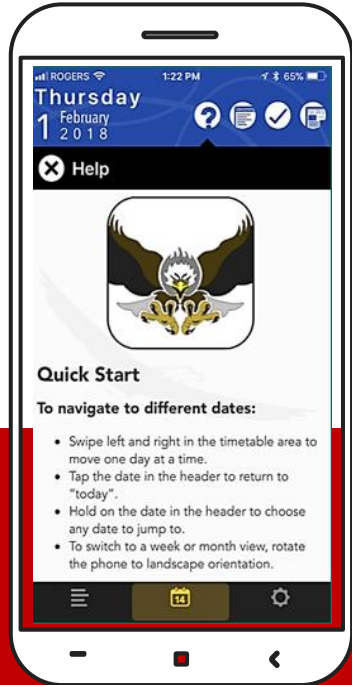 ROGERS 1:22 PM 65%
Thursday
1 February
2018
Help
Quick Start
To navigate to different dates:
• Swipe left and right in the timetable area to
move one day at a time.
• Tap the date in the header to return to
"today".
• Hold on the date in the header to choose
any date to jump to.
• To switch to a week or month view, rotate
the phone to landscape orientation.
14